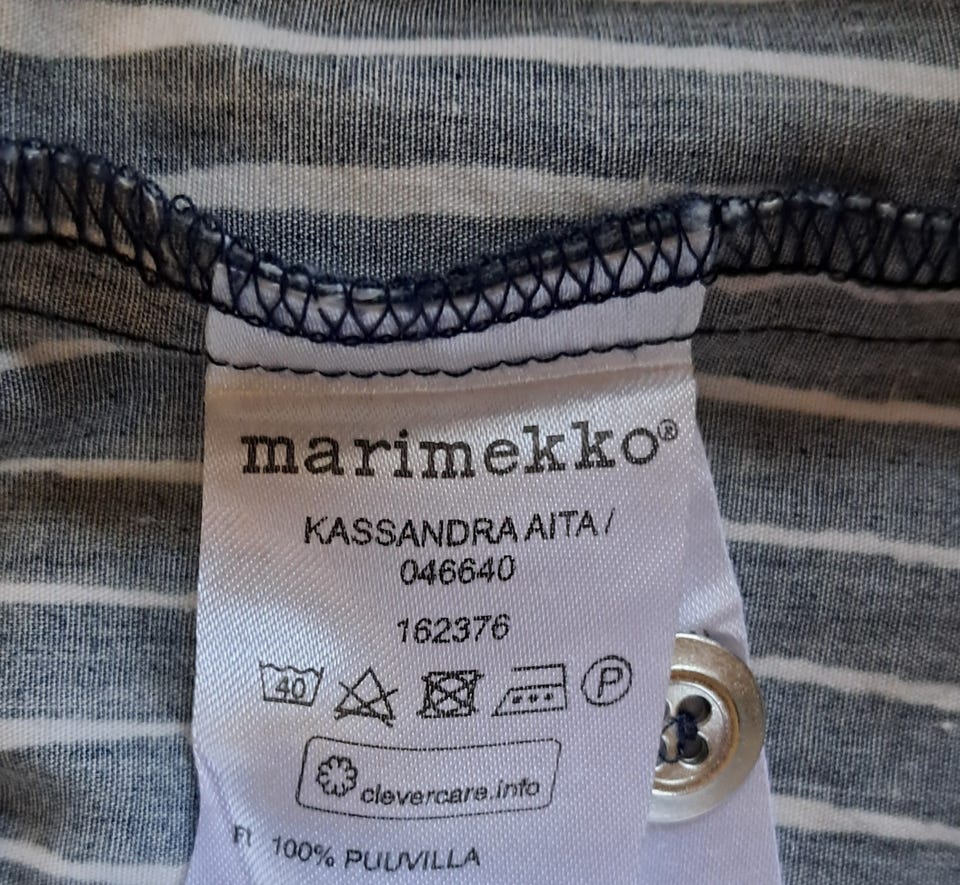 marimekko®
KASSANDRA AITA /
046640
162376
40 P
clevercare.info
FI 100% PUUVILLA